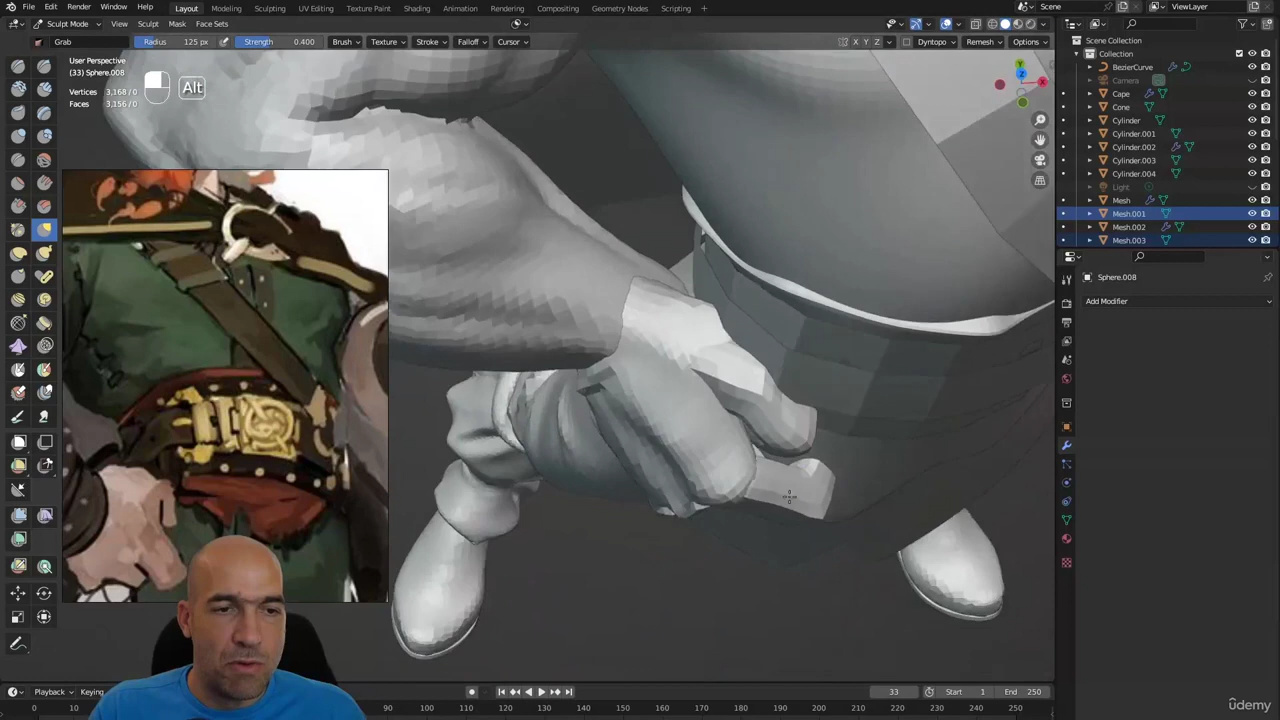 File Edit Render Window Help Layout Modeling Sculpting UV Editing Texture Paint Shading Animation Rendering Compositing Geometry Nodes Scripting Scene ViewLayer
Sculpt Mode View Sculpt Mask Face Sets
Grab Radius 125 px Strength 0.400 Brush Texture Stroke Falloff Cursor X Y Z Dyntopo Remesh Options
User Perspective
(33) Sphere.008
Vertices 3,168 / 0
Faces 3,156 / 0
Alt
Y
Z
X
Scene Collection
Collection
BezierCurve
Camera
Cape
Cone
Cylinder
Cylinder.001
Cylinder.002
Cylinder.003
Cylinder.004
Light
Mesh
Mesh.001
Mesh.002
Mesh.003
Sphere.008
Add Modifier
Playback Keying 33 Start 1 End 250
0 10 80 90 100 110 120 130 140 150 160 170 180 190 200 210 220 230 240 250
ûdemy